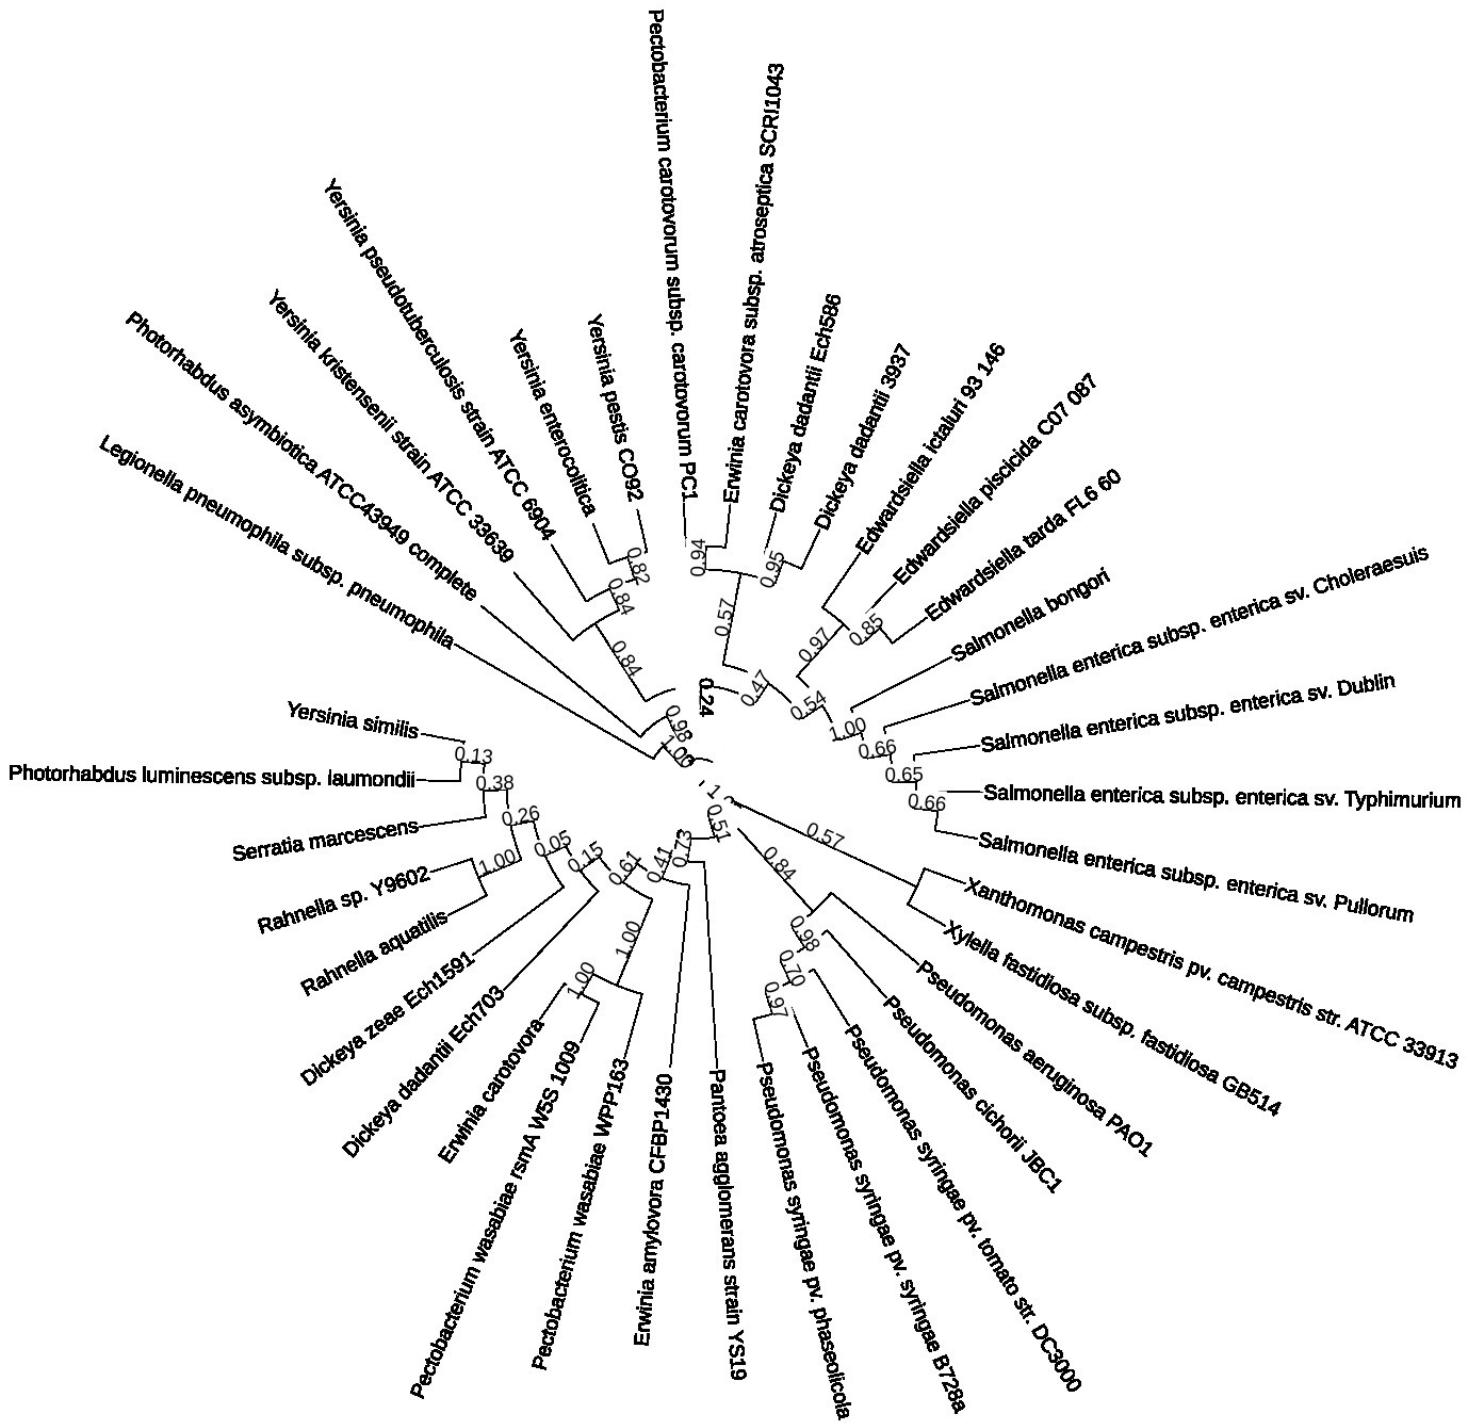 Pectobacterium carotovorum subsp. carotovorum PC1
Erwinia carotovora subsp. atroseptica SCRI1043
Dickeya dadantii Ech586
Dickeya dadantii 3937
Edwardsiella ictaluri 93 146
Edwardsiella piscicida C07 087
Edwardsiella tarda FL6 60
Salmonella bongori
Salmonella enterica subsp. enterica sv. Choleraesuis
Salmonella enterica subsp. enterica sv. Dublin
Salmonella enterica subsp. enterica sv. Typhimurium
Salmonella enterica subsp. enterica sv. Pullorum
Xanthomonas campestris pv. campestris str. ATCC 33913
Xylella fastidiosa subsp. fastidiosa GB514
Pseudomonas aeruginosa PAO1
Pseudomonas cichorii JBC1
Pseudomonas syringae pv. tomato str. DC3000
Pseudomonas syringae pv. syringae B728a
Pseudomonas syringae pv. phaseolicola
Pantoea agglomerans strain YS19
Erwinia amylovora CFBP1430
Pectobacterium wasabiae WPP163
Pectobacterium wasabiae rsmA W5S 1009
Erwinia carotovora
Dickeya dadantii Ech703
Dickeya zeae Ech1591
Rahnella aquatilis
Rahnella sp. Y9602
Serratia marcescens
Photorhabdus luminescens subsp. laumondii
Yersinia similis
Legionella pneumophila subsp. pneumophila
Photorhabdus asymbiotica ATCC43949 complete
Yersinia kristensenii strain ATCC 33639
Yersinia pseudotuberculosis strain ATCC 6904
Yersinia enterocolitica
Yersinia pestis CO92
0.94
0.95
0.57
0.97
0.85
0.47
0.54
1.00
0.66
0.65
0.66
0.82
0.84
0.84
0.24
0.98
1.00
0.57
0.84
0.98
0.70
0.97
0.51
0.73
0.41
0.61
1.00
1.00
0.15
0.05
0.26
1.00
0.38
0.13